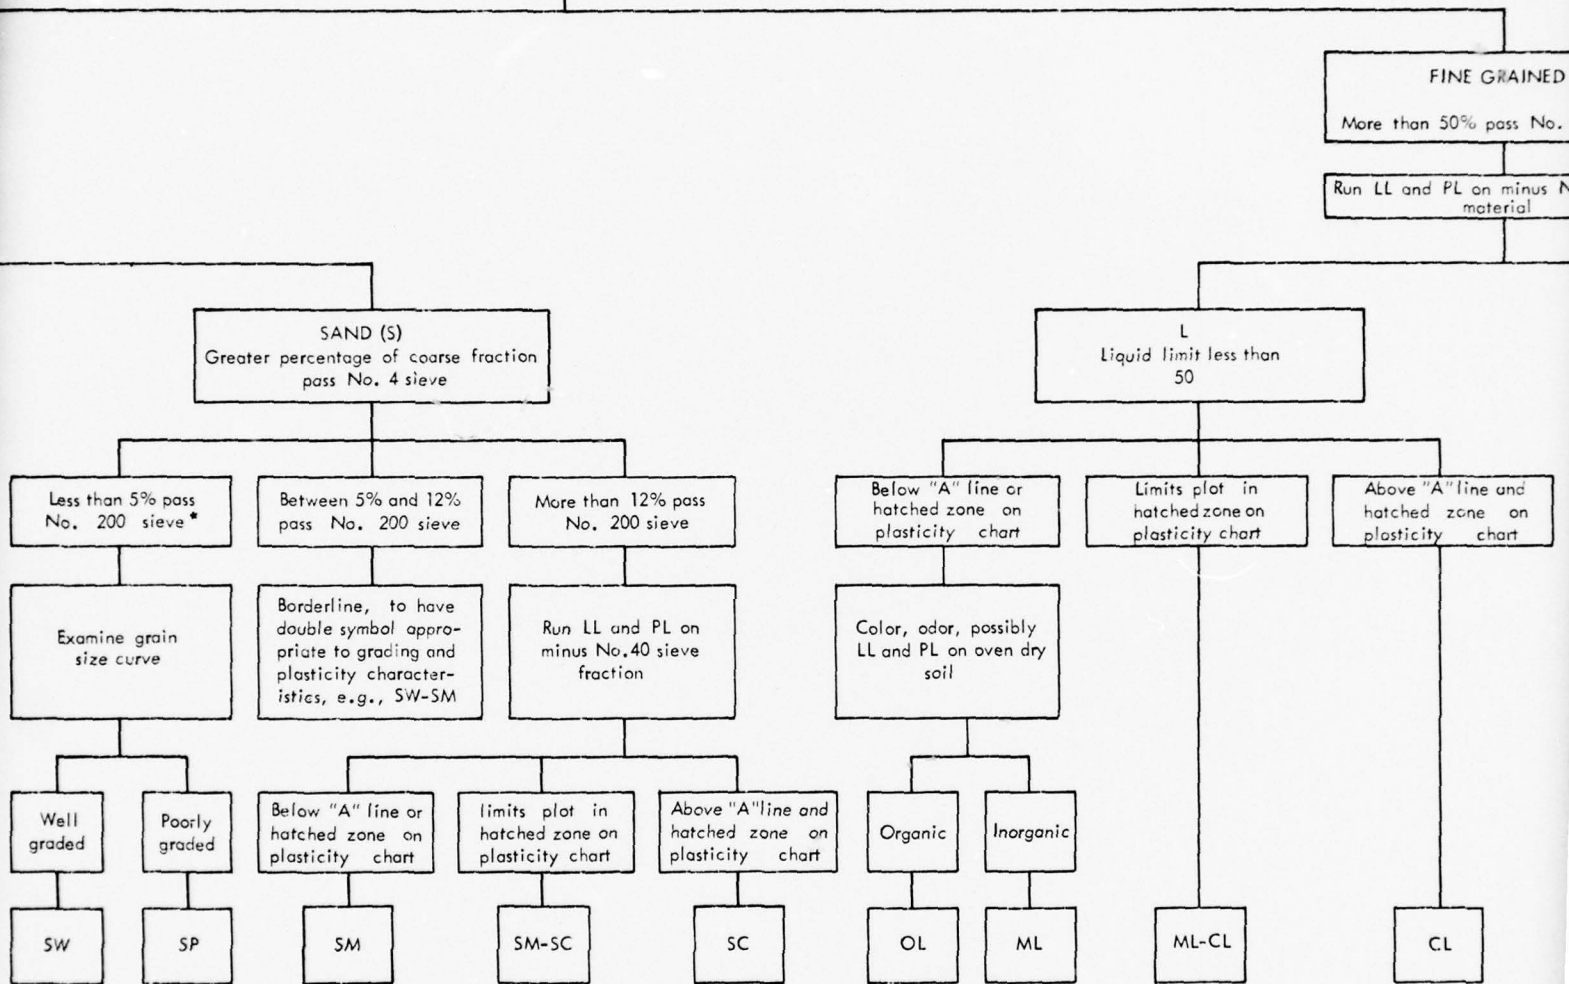 FINE GRAINED
More than 50% pass No.
Run LL and PL on minus
material
SAND (S)
Greater percentage of coarse fraction
pass No. 4 sieve
L
Liquid limit less than
50
Less than 5% pass
No. 200 sieve*
Between 5% and 12%
pass No. 200 sieve
More than 12% pass
No. 200 sieve
Below "A" line or
hatched zone on
plasticity chart
Limits plot in
hatched zone on
plasticity chart
Above "A" line and
hatched zone on
plasticity chart
Examine grain
size curve
Borderline, to have
double symbol appro-
priate to grading and
plasticity character-
istics, e.g., SW-SM
Run LL and PL on
minus No.40 sieve
fraction
Color, odor, possibly
LL and PL on oven dry
soil
Well
graded
Poorly
graded
Below "A" line or
hatched zone on
plasticity chart
limits plot in
hatched zone on
plasticity chart
Above "A" line and
hatched zone on
plasticity chart
Organic
Inorganic
SW
SP
SM
SM-SC
SC
OL
ML
ML-CL
CL